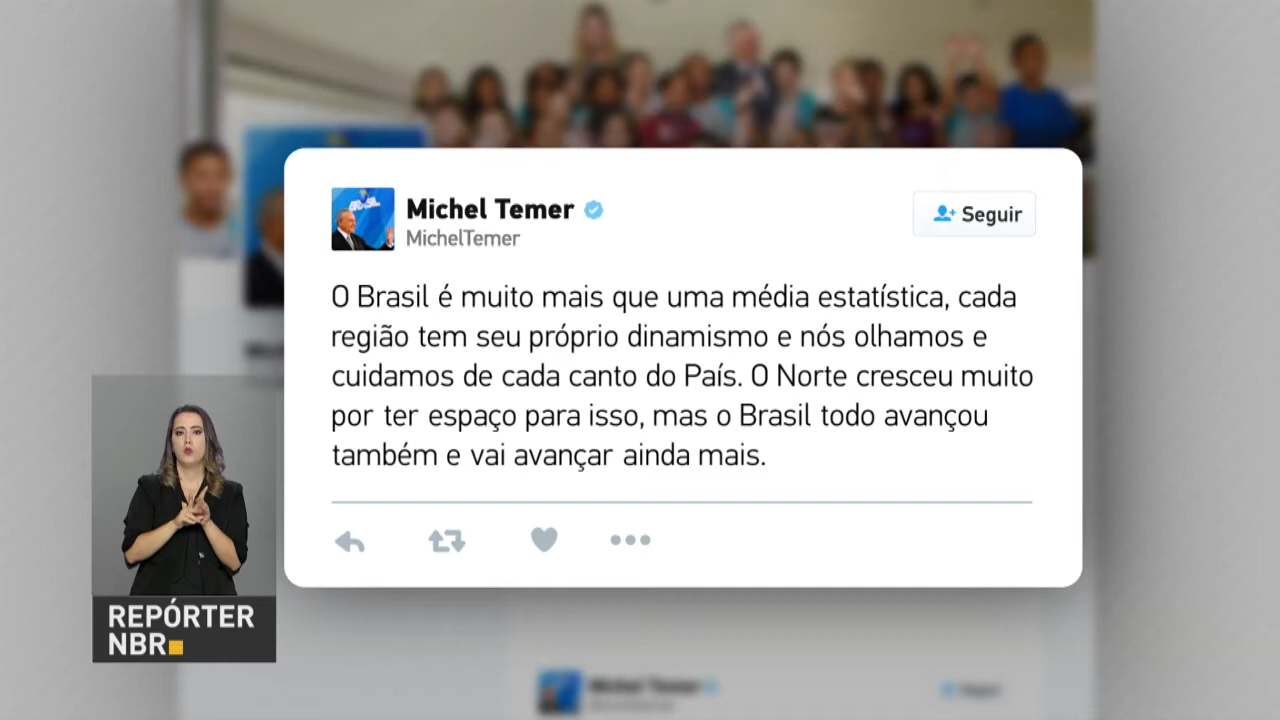 Michel Temer
MichelTemer
Seguir
O Brasil é muito mais que uma média estatística, cada
região tem seu próprio dinamismo e nós olhamos e
cuidamos de cada canto do País. O Norte cresceu muito
por ter espaço para isso, mas o Brasil todo avançou
também e vai avançar ainda mais.
REPÓRTER
NBR
Michel Temer